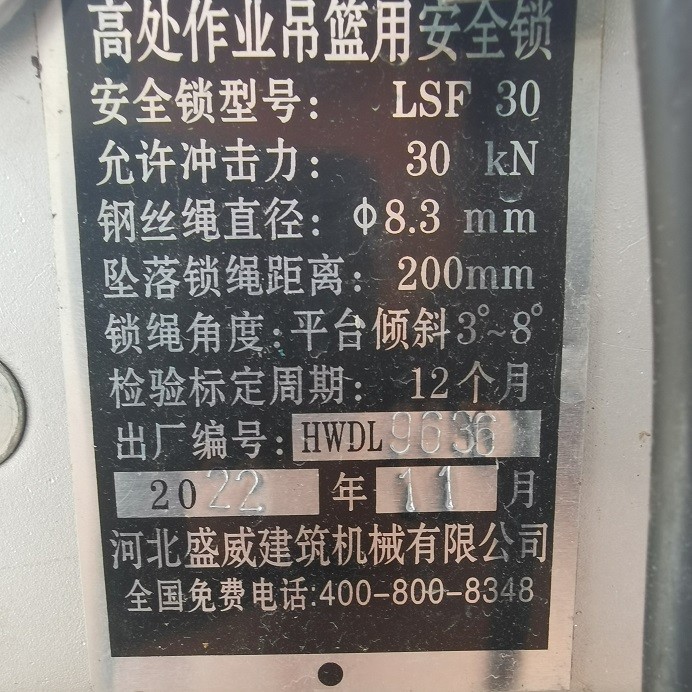 高处作业吊篮用安全锁
安全锁型号: LSF 30
允许冲击力: 30 kN
钢丝绳直径: Φ8.3 mm
坠落锁绳距离: 200mm
锁绳角度:平台倾斜3°~8°
检验标定周期: 12个月
出厂编号: HWDL9636
2022 年 11 月
河北盛威建筑机械有限公司
全国免费电话:400-800-8348